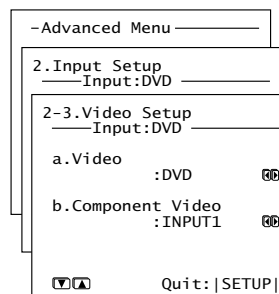 -Advanced Menu
2.Input Setup
Input:DVD
2-3.Video Setup
Input:DVD
a.Video
:DVD
b.Component Video
:INPUT1
Quit:|SETUP|